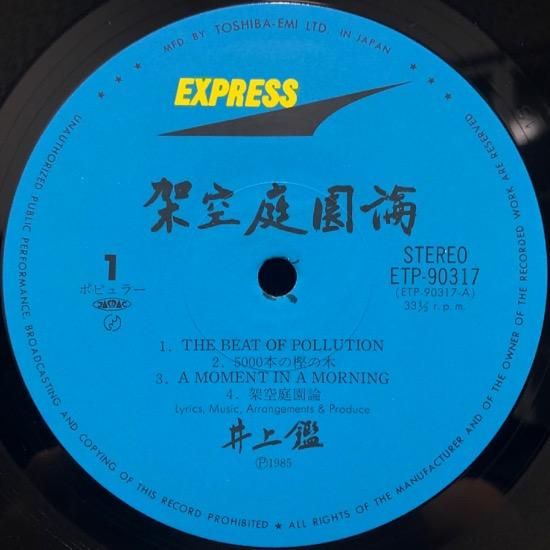 MFD. BY TOSHIBA-EMI LTD. IN JAPAN
EXPRESS
架空庭園論
1
ポピュラー
JASRAC
STEREO
ETP-90317
(ETP-90317-A)
33⅓ r.p.m.
1. THE BEAT OF POLLUTION
2. 5000本の樫の木
3. A MOMENT IN A MORNING
4. 架空庭園論
Lyrics, Music, Arrangements & Produce
井上鑑
Ⓟ1985
UNAUTHORIZED PUBLIC PERFORMANCE, BROADCASTING AND COPYING OF THIS RECORD PROHIBITED ★ ALL RIGHTS OF THE MANUFACTURER AND OF THE OWNER OF THE RECORDED WORK ARE RESERVED